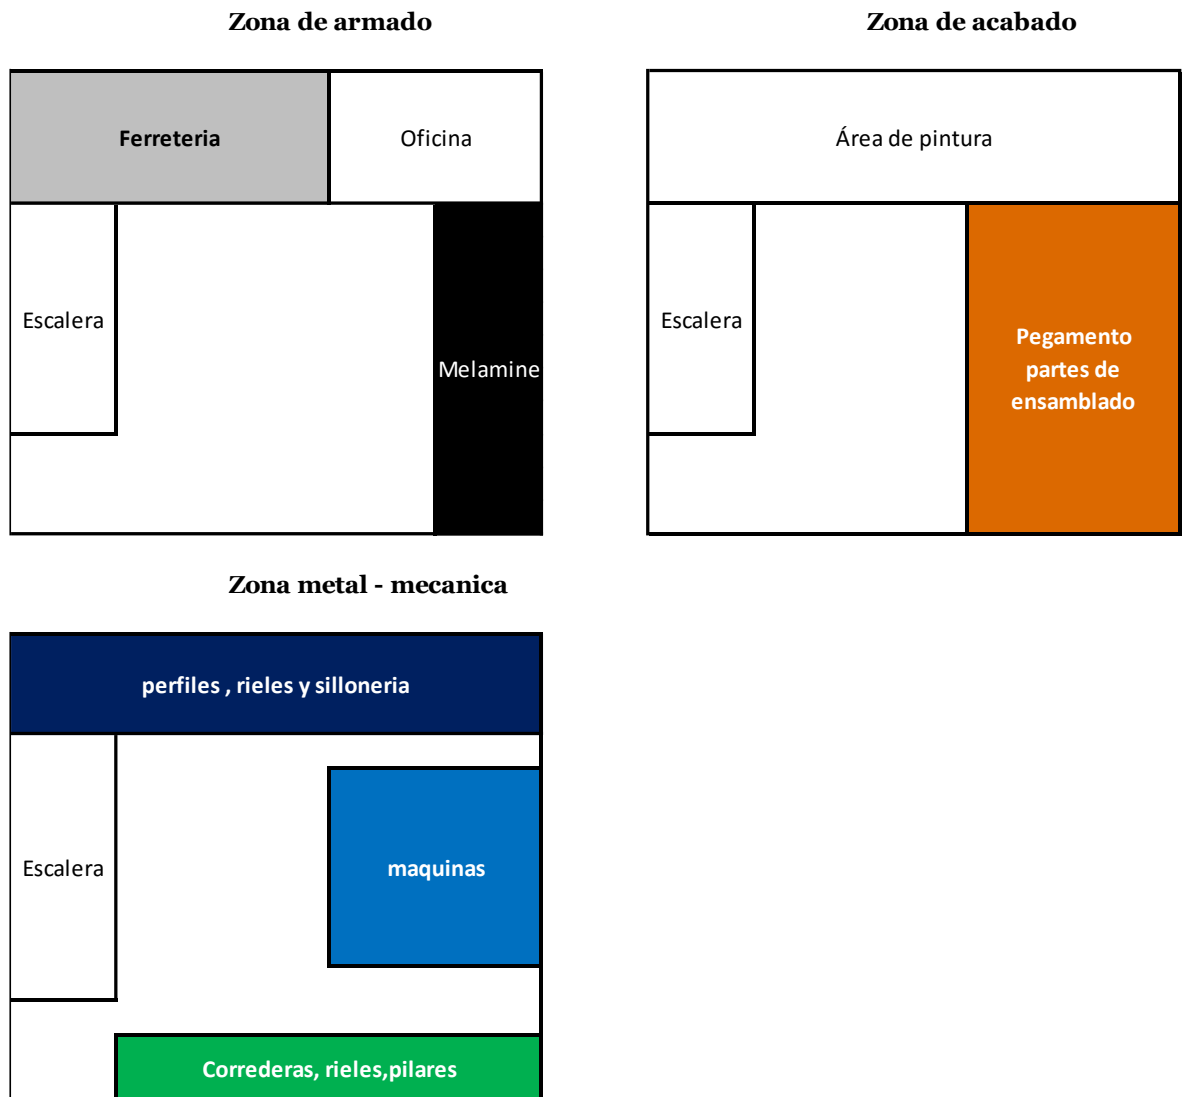 Zona de armado
Zona de acabado
Ferreteria
Oficina
Área de pintura
Escalera
Melamine
Escalera
Pegamento
partes de
ensamblado
Zona metal - mecanica
perfiles , rieles y silloneria
Escalera
maquinas
Correderas, rieles,pilares